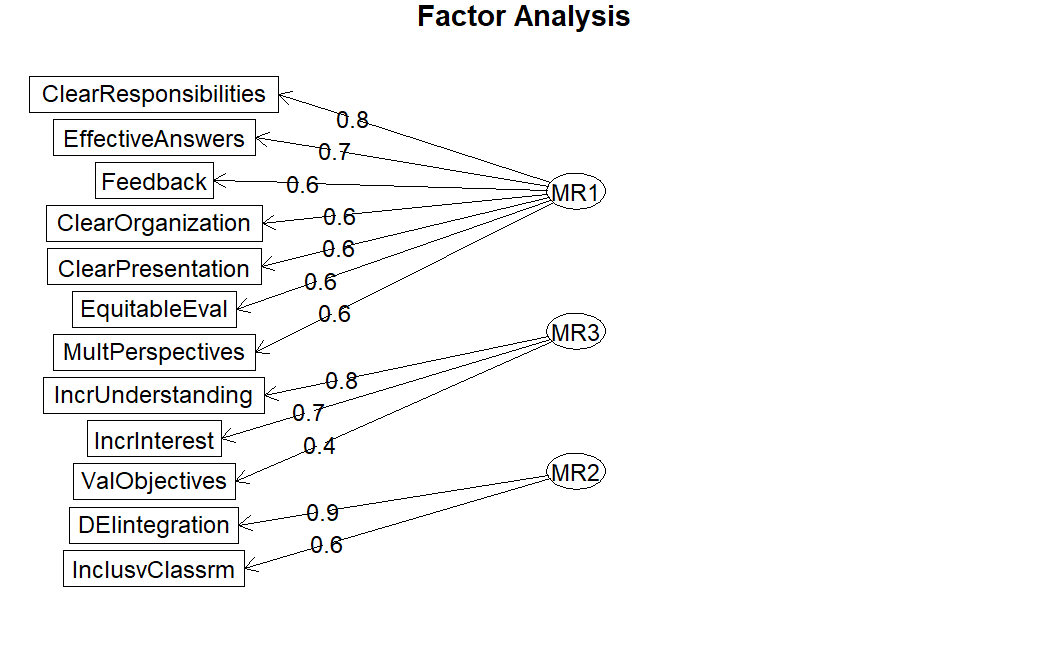 Factor Analysis
ClearResponsibilities
0.8
EffectiveAnswers
0.7
Feedback
0.6
MR1
ClearOrganization
0.6
ClearPresentation
0.6
EquitableEval
0.6
MultPerspectives
0.6
MR3
IncrUnderstanding
0.8
IncrInterest
0.7
ValObjectives
0.4
MR2
DEIintegration
0.9
InclusvClassrm
0.6